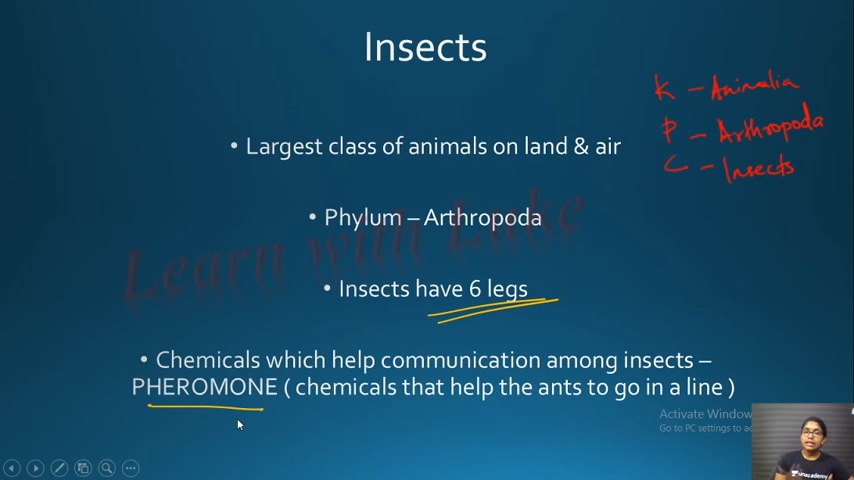 Insects
K - Animalia
• Largest class of animals on land & air
P - Arthropoda
C - Insects
• Phylum – Arthropoda
Learn with Luke
• Insects have 6 legs
• Chemicals which help communication among insects –
PHEROMONE ( chemicals that help the ants to go in a line )
Activate Window
Go to PC settings to a
unacademy